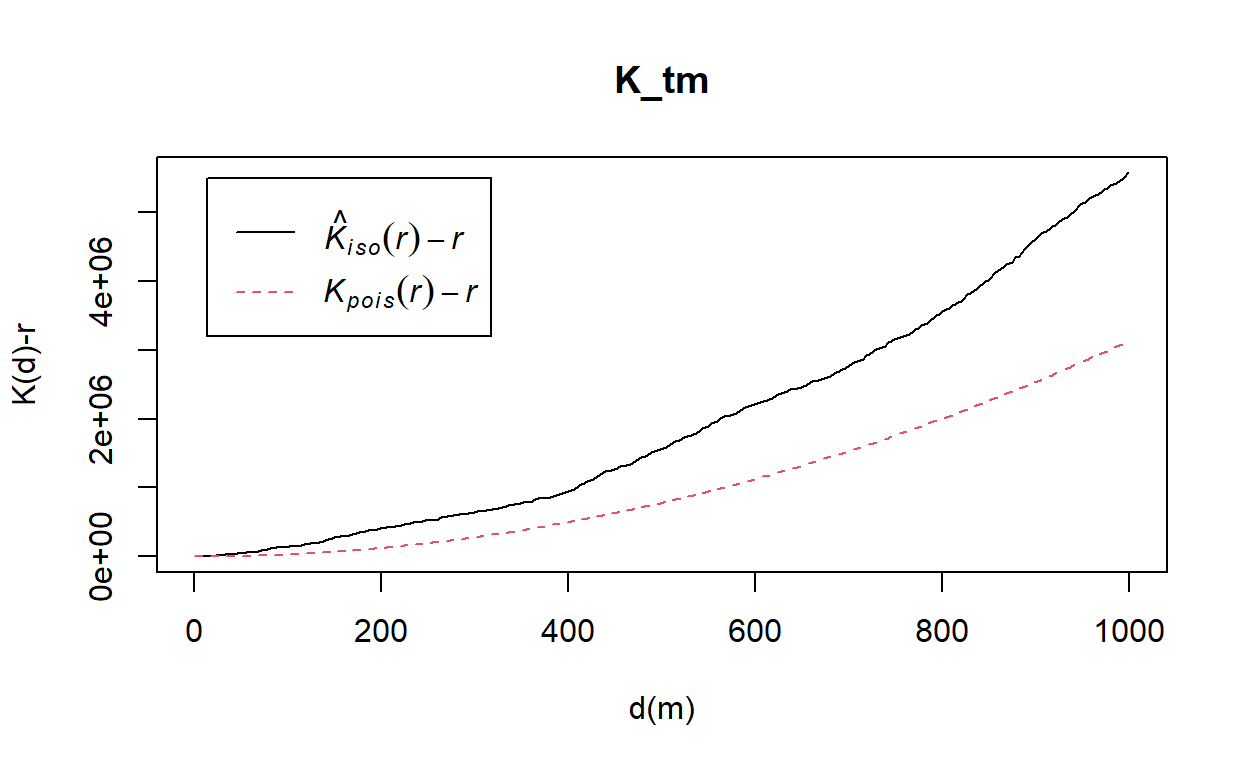 K_tm
K̂iso(r) − r
Kpois(r) − r
K(d)-r
4e+06
2e+06
0e+00
0 200 400 600 800 1000
d(m)